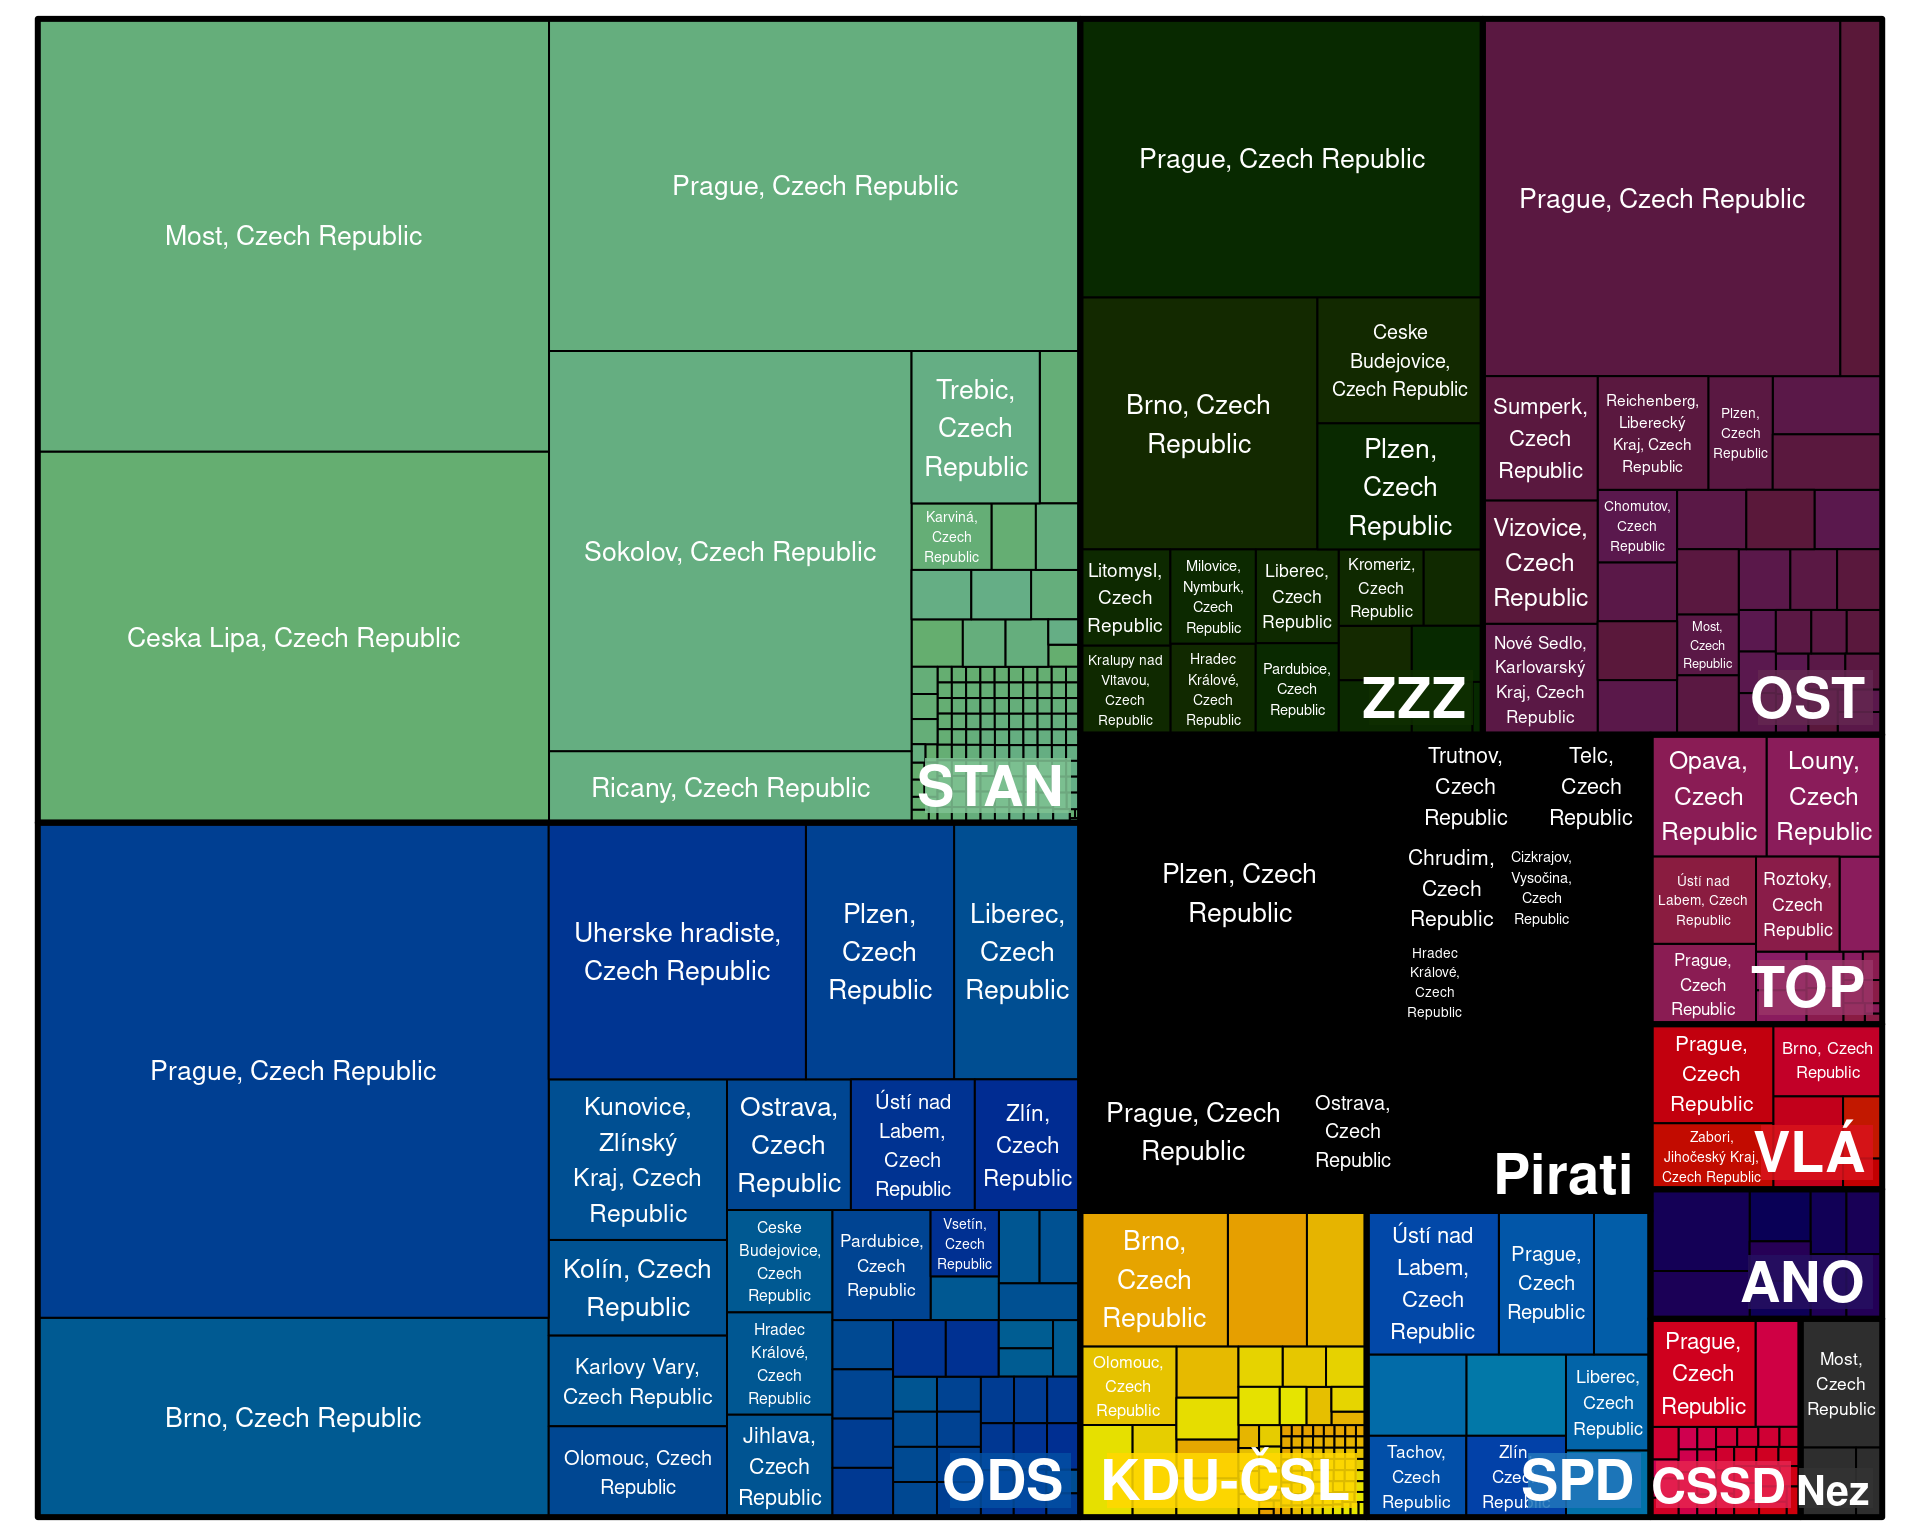 Most, Czech Republic
Ceska Lipa, Czech Republic
Prague, Czech Republic
Sokolov, Czech Republic
Ricany, Czech Republic
Trebic,
Czech
Republic
Karviná,
Czech
Republic
STAN
Prague, Czech Republic
Brno, Czech
Republic
Ceske
Budejovice,
Czech Republic
Plzen,
Czech
Republic
Litomysl,
Czech
Republic
Milovice,
Nymburk,
Czech
Republic
Liberec,
Czech
Republic
Kromeriz,
Czech
Republic
Kralupy nad
Vltavou,
Czech
Republic
Hradec
Králové,
Czech
Republic
Pardubice,
Czech
Republic
ZZZ
Prague, Czech Republic
Sumperk,
Czech
Republic
Reichenberg,
Liberecký
Kraj, Czech
Republic
Plzen,
Czech
Republic
Vizovice,
Czech
Republic
Chomutov,
Czech
Republic
Nové Sedlo,
Karlovarský
Kraj, Czech
Republic
Most,
Czech
Republic
OST
Prague, Czech Republic
Brno, Czech Republic
Uherske hradiste,
Czech Republic
Plzen,
Czech
Republic
Liberec,
Czech
Republic
Kunovice,
Zlínský
Kraj, Czech
Republic
Ostrava,
Czech
Republic
Ústí nad
Labem,
Czech
Republic
Zlín,
Czech
Republic
Kolín, Czech
Republic
Karlovy Vary,
Czech Republic
Olomouc, Czech
Republic
Ceske
Budejovice,
Czech
Republic
Pardubice,
Czech
Republic
Vsetín,
Czech
Republic
Hradec
Králové,
Czech
Republic
Jihlava,
Czech
Republic
ODS
Plzen, Czech
Republic
Prague, Czech
Republic
Trutnov,
Czech
Republic
Telc,
Czech
Republic
Chrudim,
Czech
Republic
Cizkrajov,
Vysočina,
Czech
Republic
Hradec
Králové,
Czech
Republic
Ostrava,
Czech
Republic
Pirati
Opava,
Czech
Republic
Louny,
Czech
Republic
Ústí nad
Labem, Czech
Republic
Roztoky,
Czech
Republic
Prague,
Czech
Republic
TOP
Prague,
Czech
Republic
Brno, Czech
Republic
Zabori,
Jihočeský Kraj,
Czech Republic
VLÁ
ANO
Brno,
Czech
Republic
Olomouc,
Czech
Republic
KDU-ČSL
Ústí nad
Labem,
Czech
Republic
Prague,
Czech
Republic
Liberec,
Czech
Republic
Tachov,
Czech
Republic
Zlín
SPD
Prague,
Czech
Republic
CSSD
Most,
Czech
Republic
Nez